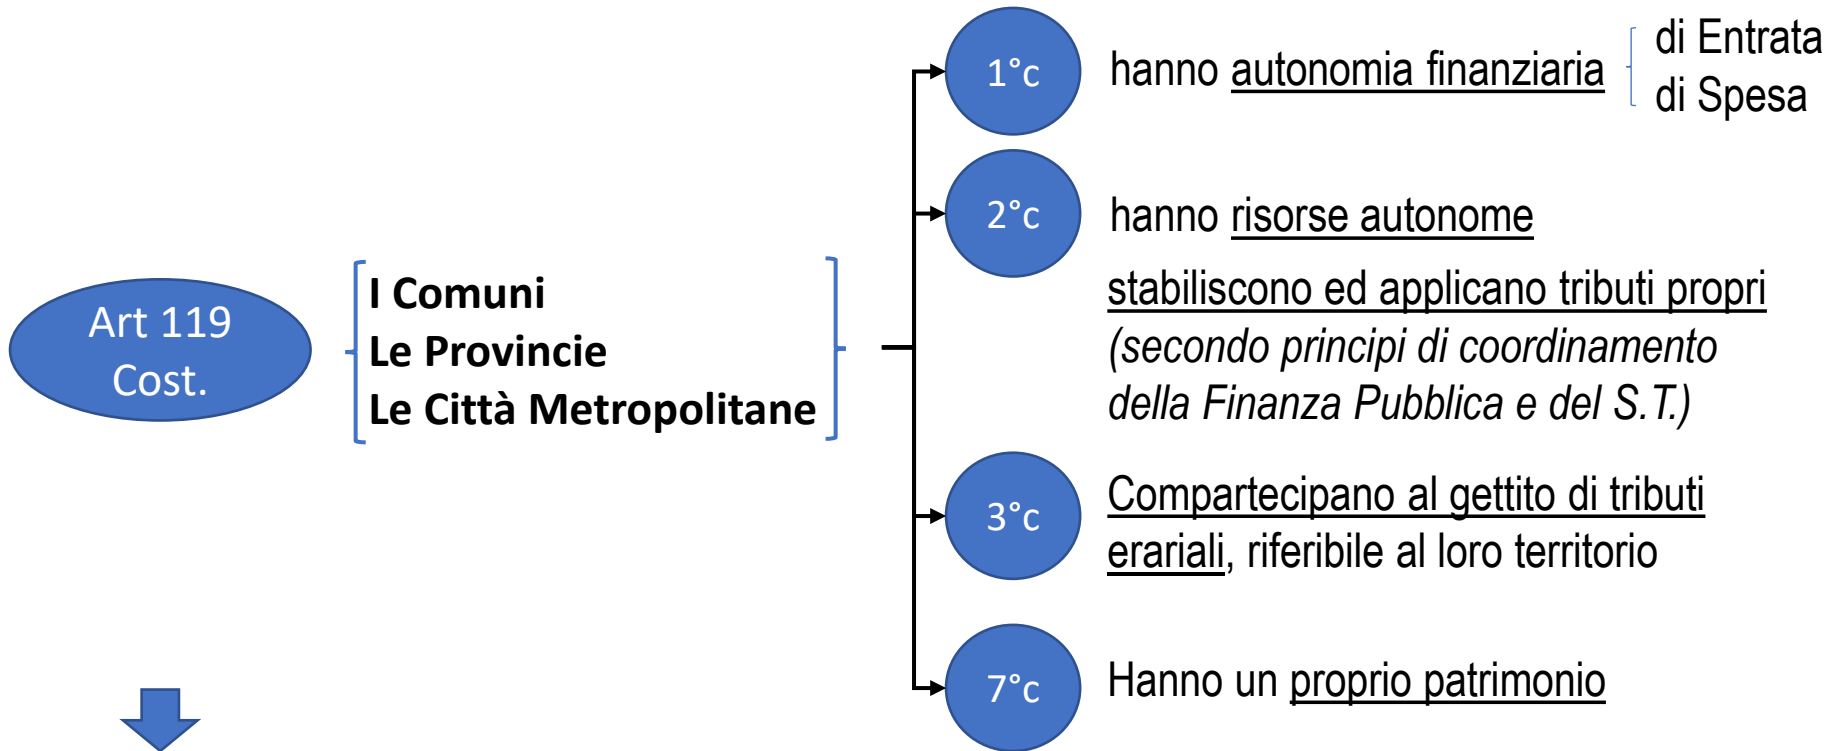 Art 119
Cost.
I Comuni
Le Provincie
Le Città Metropolitane
1°c
hanno autonomia finanziaria
di Entrata
di Spesa
2°c
hanno risorse autonome
stabiliscono ed applicano tributi propri
(secondo principi di coordinamento
della Finanza Pubblica e del S.T.)
3°c
Compartecipano al gettito di tributi
erariali, riferibile al loro territorio
7°c
Hanno un proprio patrimonio